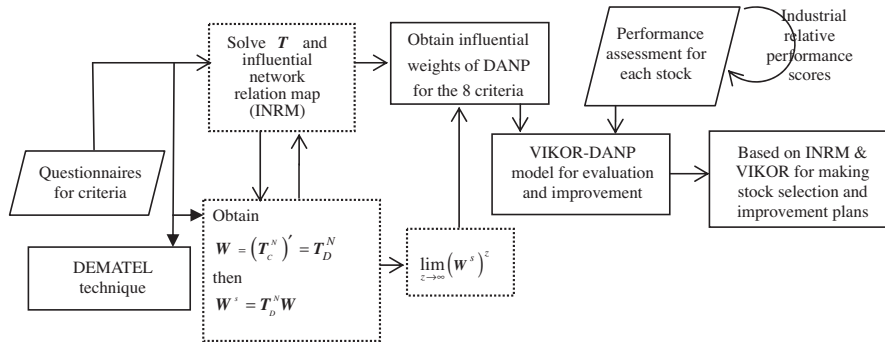 Solve T and
influential
network
relation map
(INRM)
Obtain influential
weights of DANP
for the 8 criteria
Performance
assessment for
each stock
Industrial
relative
performance
scores
Questionnaires
for criteria
VIKOR-DANP
model for evaluation
and improvement
Based on INRM &
VIKOR for making
stock selection and
improvement plans
DEMATEL
technique
Obtain
W = (T_C^N)′ = T_D^N
then
W^s = T_D^N W
lim_{z→∞} (W^s)^z